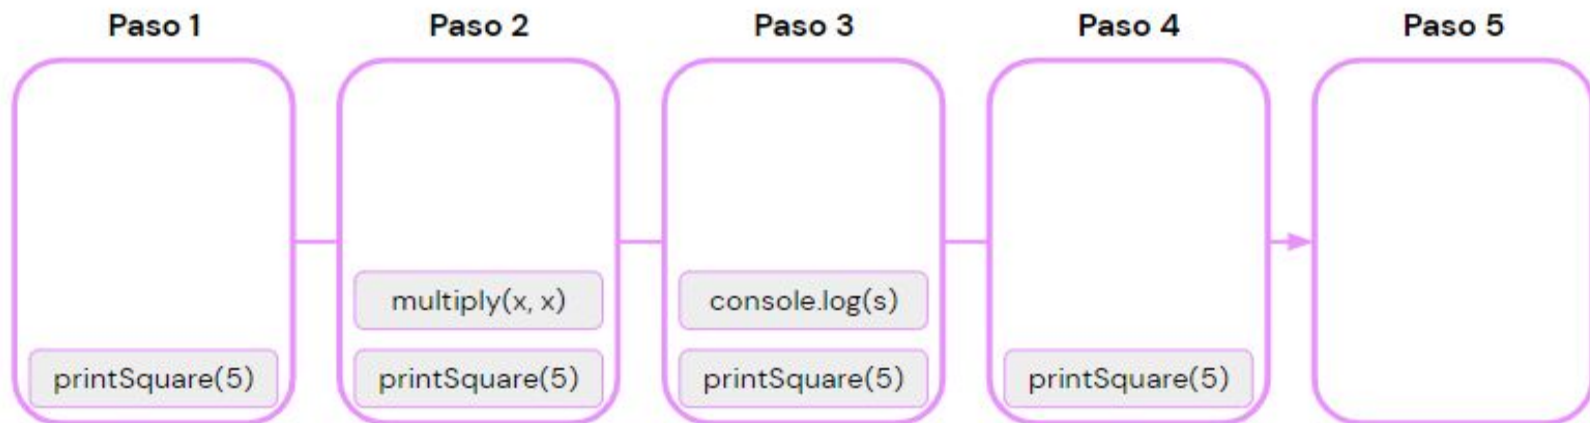 Paso 1
Paso 2
Paso 3
Paso 4
Paso 5
multiply(x, x)
console.log(s)
printSquare(5)
printSquare(5)
printSquare(5)
printSquare(5)